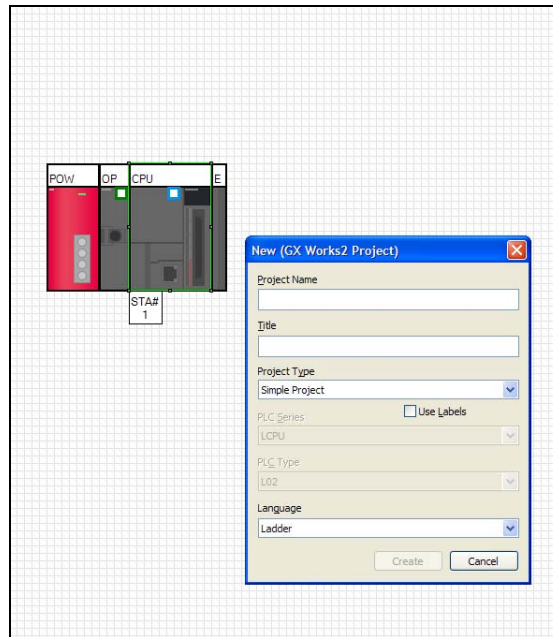 POW OP CPU E
STA#
1
New (GX Works2 Project)
Project Name
Title
Project Type
Simple Project
PLC Series
Use Labels
LCPU
PLC Type
L02
Language
Ladder
Create Cancel